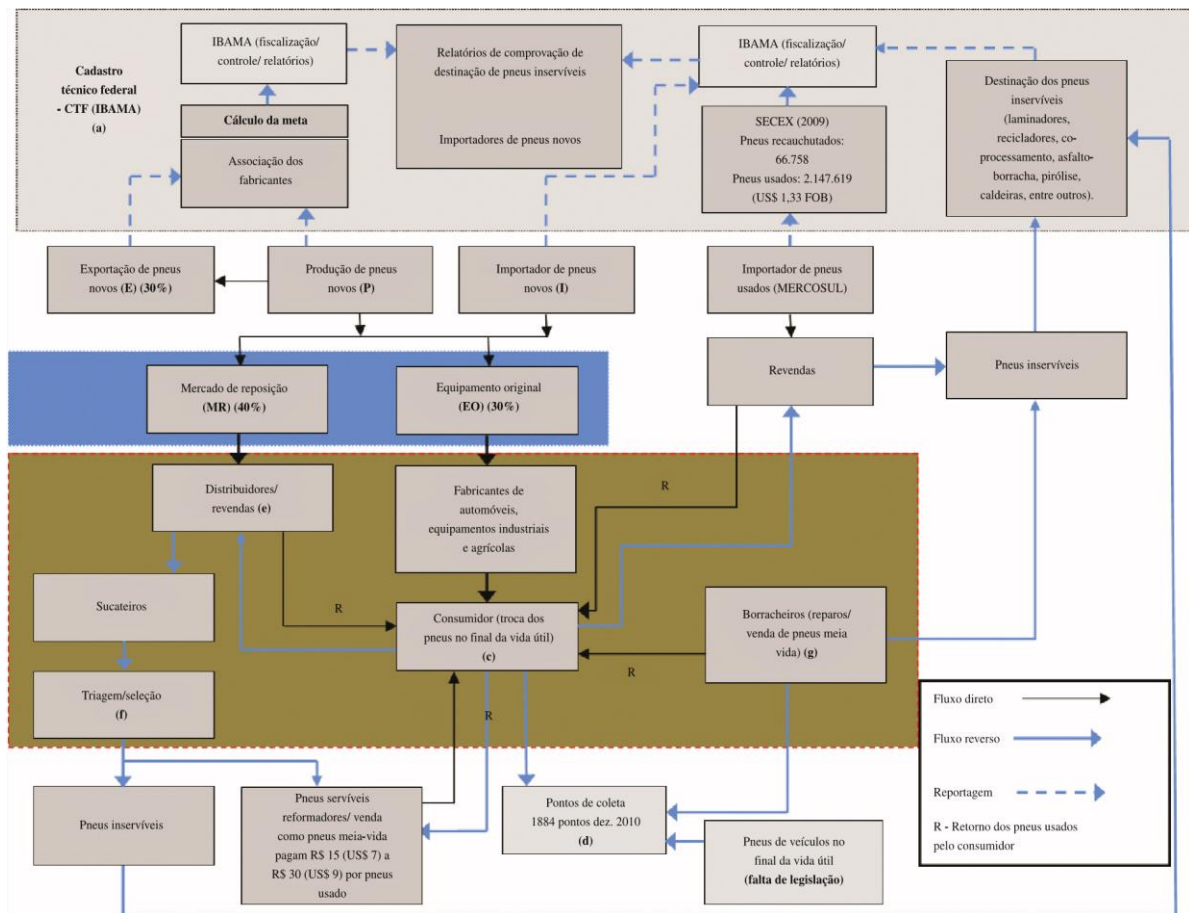 Cadastro
técnico federal
- CTF (IBAMA)
(a)
IBAMA (fiscalização/
controle/ relatórios)
Cálculo da meta
Associação dos
fabricantes
Relatórios de comprovação de
destinação de pneus inservíveis
Importadores de pneus novos
IBAMA (fiscalização/
controle/ relatórios)
SECEX (2009)
Pneus recauchutados:
66.758
Pneus usados: 2.147.619
(US$ 1,33 FOB)
Destinação dos pneus
inservíveis
(laminadores,
recicladores, co-
processamento, asfalto-
borracha, pirólise,
caldeiras, entre outros).
Exportação de pneus
novos (E) (30%)
Produção de pneus
novos (P)
Importador de pneus
novos (I)
Importador de pneus
usados (MERCOSUL)
Mercado de reposição
(MR) (40%)
Equipamento original
(EO) (30%)
Revendas
Pneus inservíveis
Distribuidores/
revendas (e)
Fabricantes de
automóveis,
equipamentos industriais
e agrícolas
R
Sucateiros
R
Consumidor (troca dos
pneus no final da vida útil)
(c)
Borracheiros (reparos/
venda de pneus meia
vida) (g)
R
Triagem/seleção
(f)
R
Pneus inservíveis
Pneus servíveis
reformadores/ venda
como pneus meia-vida
pagam R$ 15 (US$ 7) a
R$ 30 (US$ 9) por pneus
usado
Pontos de coleta
1884 pontos dez. 2010
(d)
Pneus de veículos no
final da vida útil
(falta de legislação)
Fluxo direto
Fluxo reverso
Reportagem
R - Retorno dos pneus usados
pelo consumidor